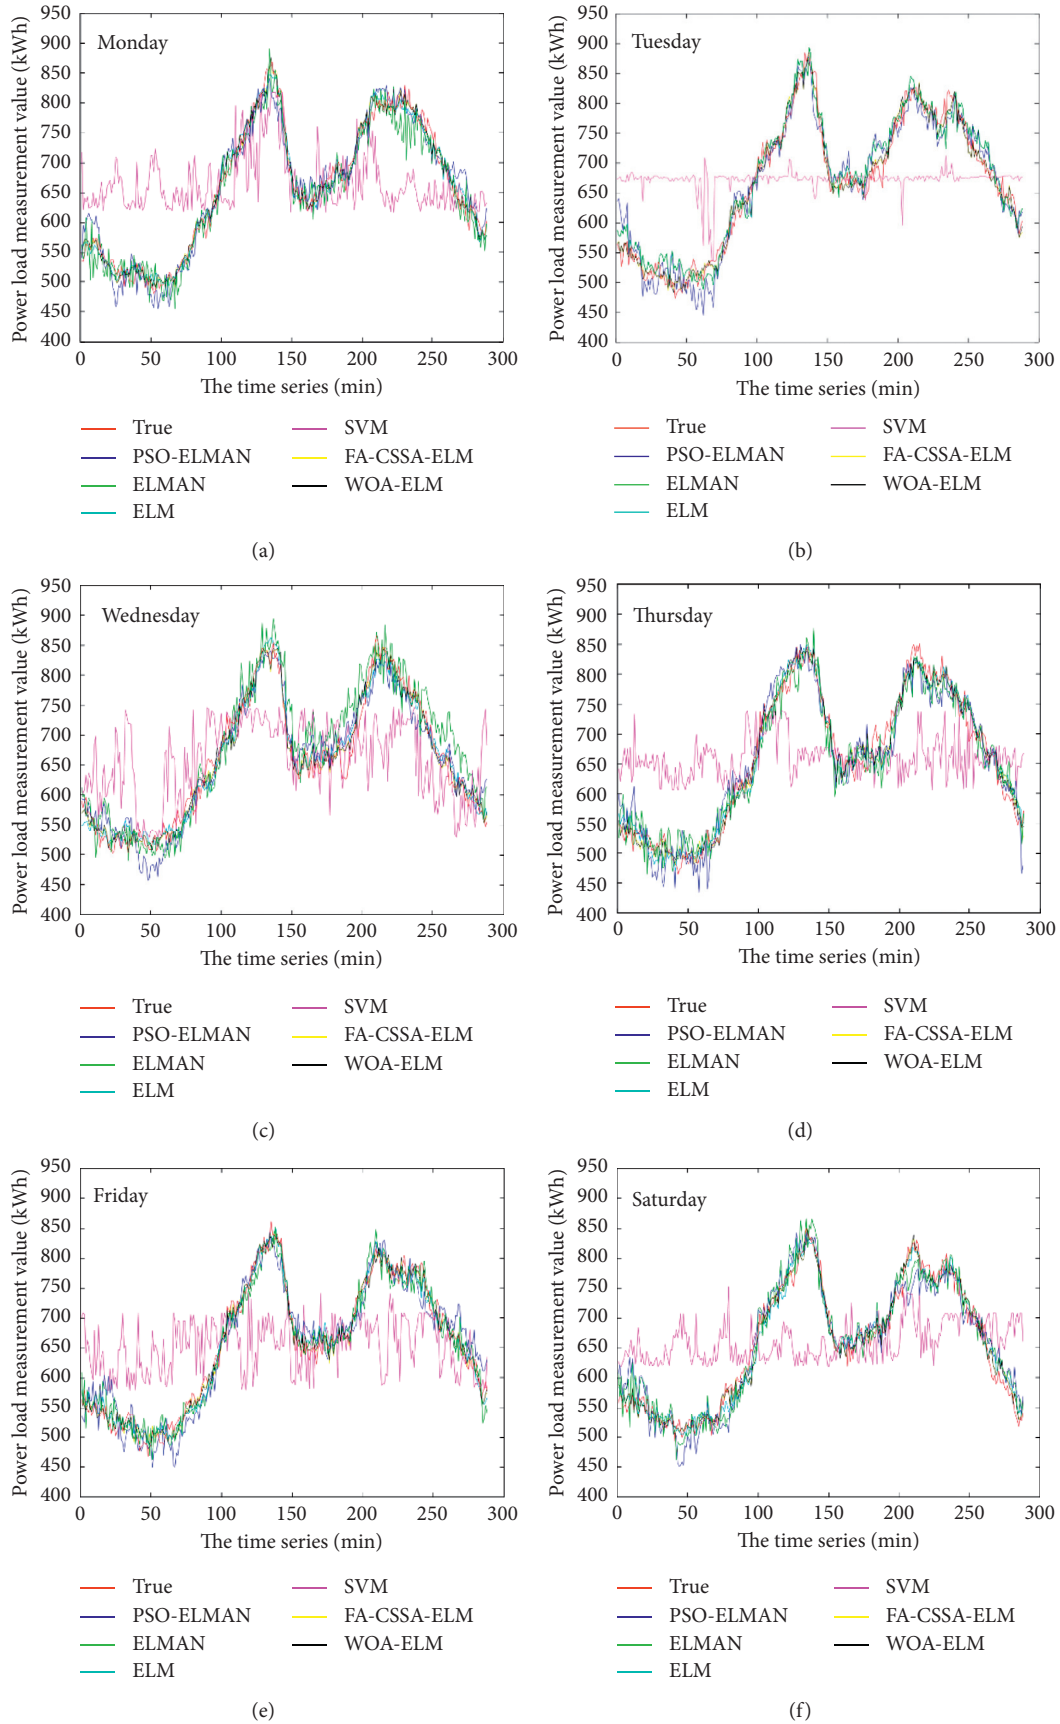 Power load measurement value (kWh)
950
900
850
800
750
700
650
600
550
500
450
400
Monday
0
50
100
150
200
250
300
The time series (min)
True
PSO-ELMAN
ELMAN
ELM
SVM
FA-CSSA-ELM
WOA-ELM
(a)
Power load measurement value (kWh)
950
900
850
800
750
700
650
600
550
500
450
400
Tuesday
0
50
100
150
200
250
300
The time series (min)
True
PSO-ELMAN
ELMAN
ELM
SVM
FA-CSSA-ELM
WOA-ELM
(b)
Power load measurement value (kWh)
950
900
850
800
750
700
650
600
550
500
450
400
Wednesday
0
50
100
150
200
250
300
The time series (min)
True
PSO-ELMAN
ELMAN
ELM
SVM
FA-CSSA-ELM
WOA-ELM
(c)
Power load measurement value (kWh)
950
900
850
800
750
700
650
600
550
500
450
400
Thursday
0
50
100
150
200
250
300
The time series (min)
True
PSO-ELMAN
ELMAN
ELM
SVM
FA-CSSA-ELM
WOA-ELM
(d)
Power load measurement value (kWh)
950
900
850
800
750
700
650
600
550
500
450
400
Friday
0
50
100
150
200
250
300
The time series (min)
True
PSO-ELMAN
ELMAN
ELM
SVM
FA-CSSA-ELM
WOA-ELM
(e)
Power load measurement value (kWh)
950
900
850
800
750
700
650
600
550
500
450
400
Saturday
0
50
100
150
200
250
300
The time series (min)
True
PSO-ELMAN
ELMAN
ELM
SVM
FA-CSSA-ELM
WOA-ELM
(f)